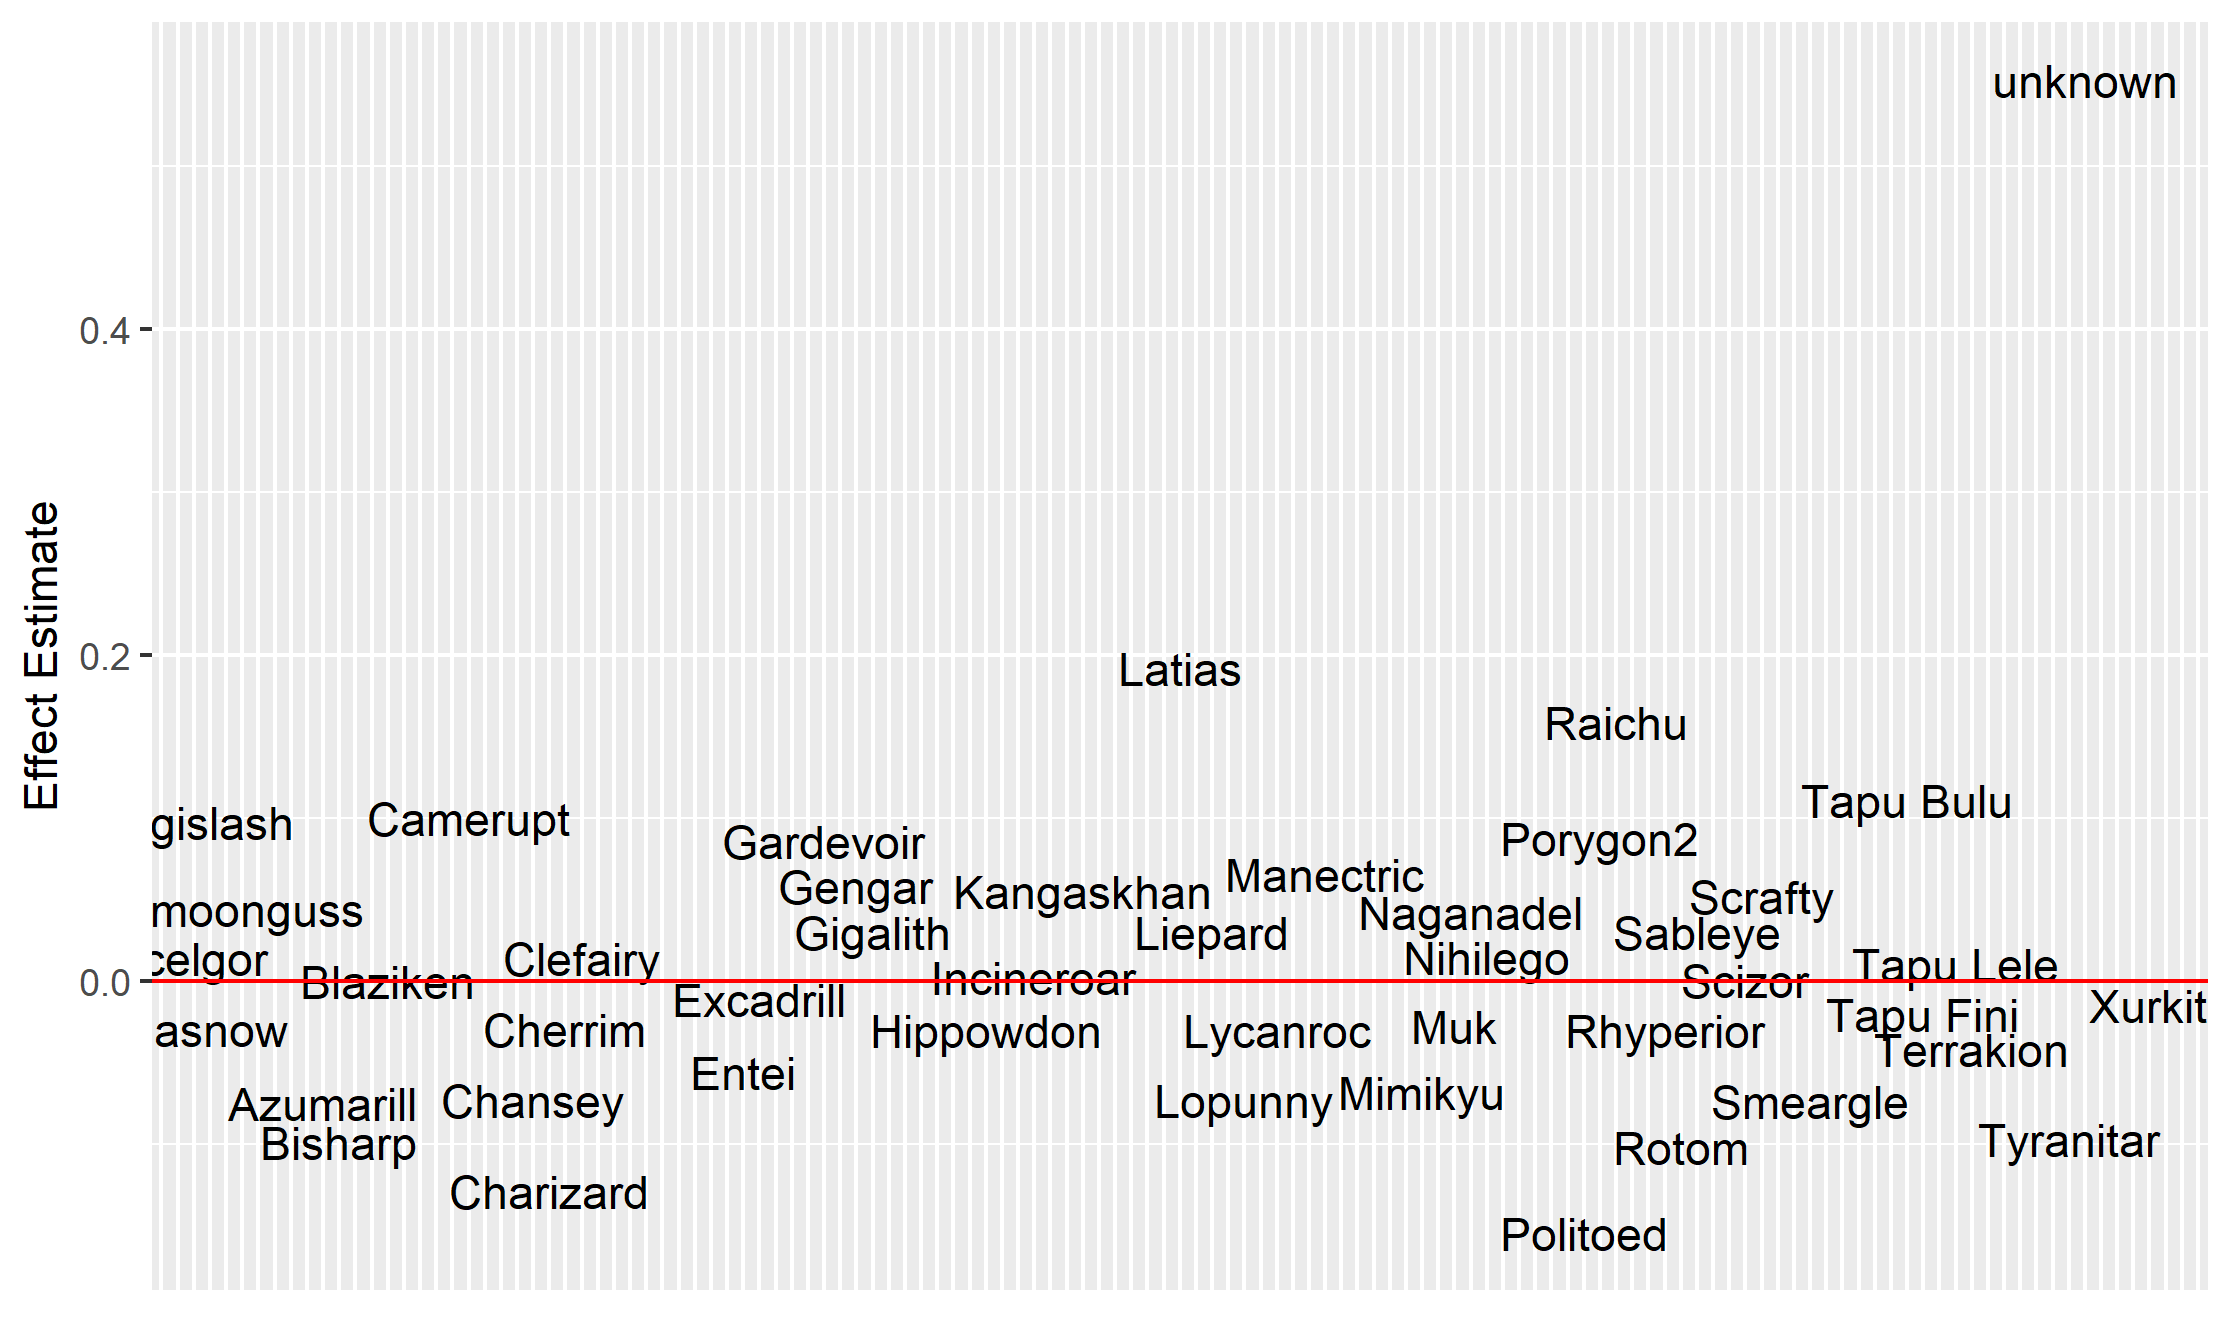 unknown
0.4
Effect Estimate
0.2
Latias
Raichu
Tapu Bulu
gislash
Camerupt
Gardevoir
Porygon2
Manectric
Gengar
Kangaskhan
Scrafty
moonguss
Naganadel
Gigalith
Liepard
Sableye
celgor
Clefairy
Nihilego
Tapu Lele
0.0
Blaziken
Incineroar
Scizor
Excadrill
Xurkit
Tapu Fini
asnow
Cherrim
Hippowdon
Lycanroc
Muk
Rhyperior
Terrakion
Entei
Mimikyu
Azumarill
Chansey
Lopunny
Smeargle
Bisharp
Rotom
Tyranitar
Charizard
Politoed